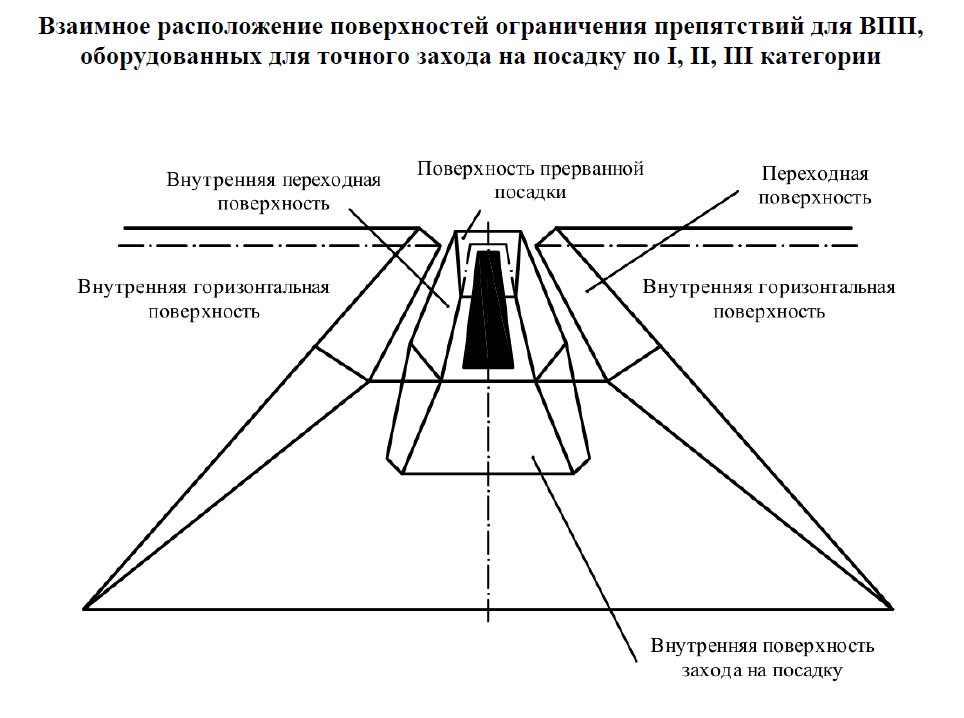 Взаимное расположение поверхностей ограничения препятствий для ВПП,
оборудованных для точного захода на посадку по I, II, III категории
Внутренняя переходная
поверхность
Поверхность прерванной
посадки
Переходная
поверхность
Внутренняя горизонтальная
поверхность
Внутренняя горизонтальная
поверхность
Внутренняя поверхность
захода на посадку